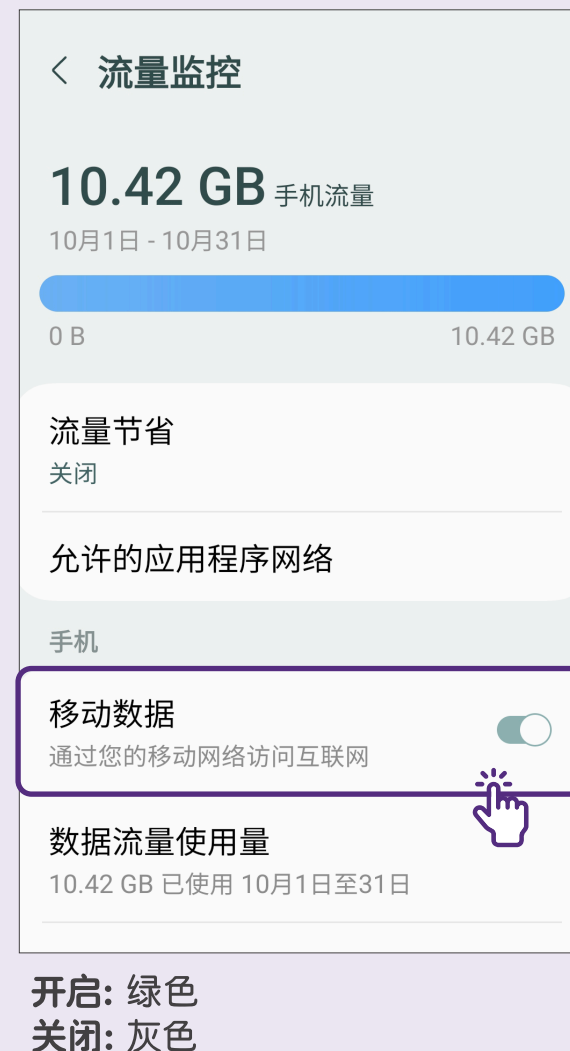 流量监控
10.42 GB 手机流量
10月1日 - 10月31日
0 B 10.42 GB
流量节省
关闭
允许的应用程序网络
手机
移动数据
通过您的移动网络访问互联网
数据流量使用量
10.42 GB 已使用 10月1日至31日
开启: 绿色
关闭: 灰色